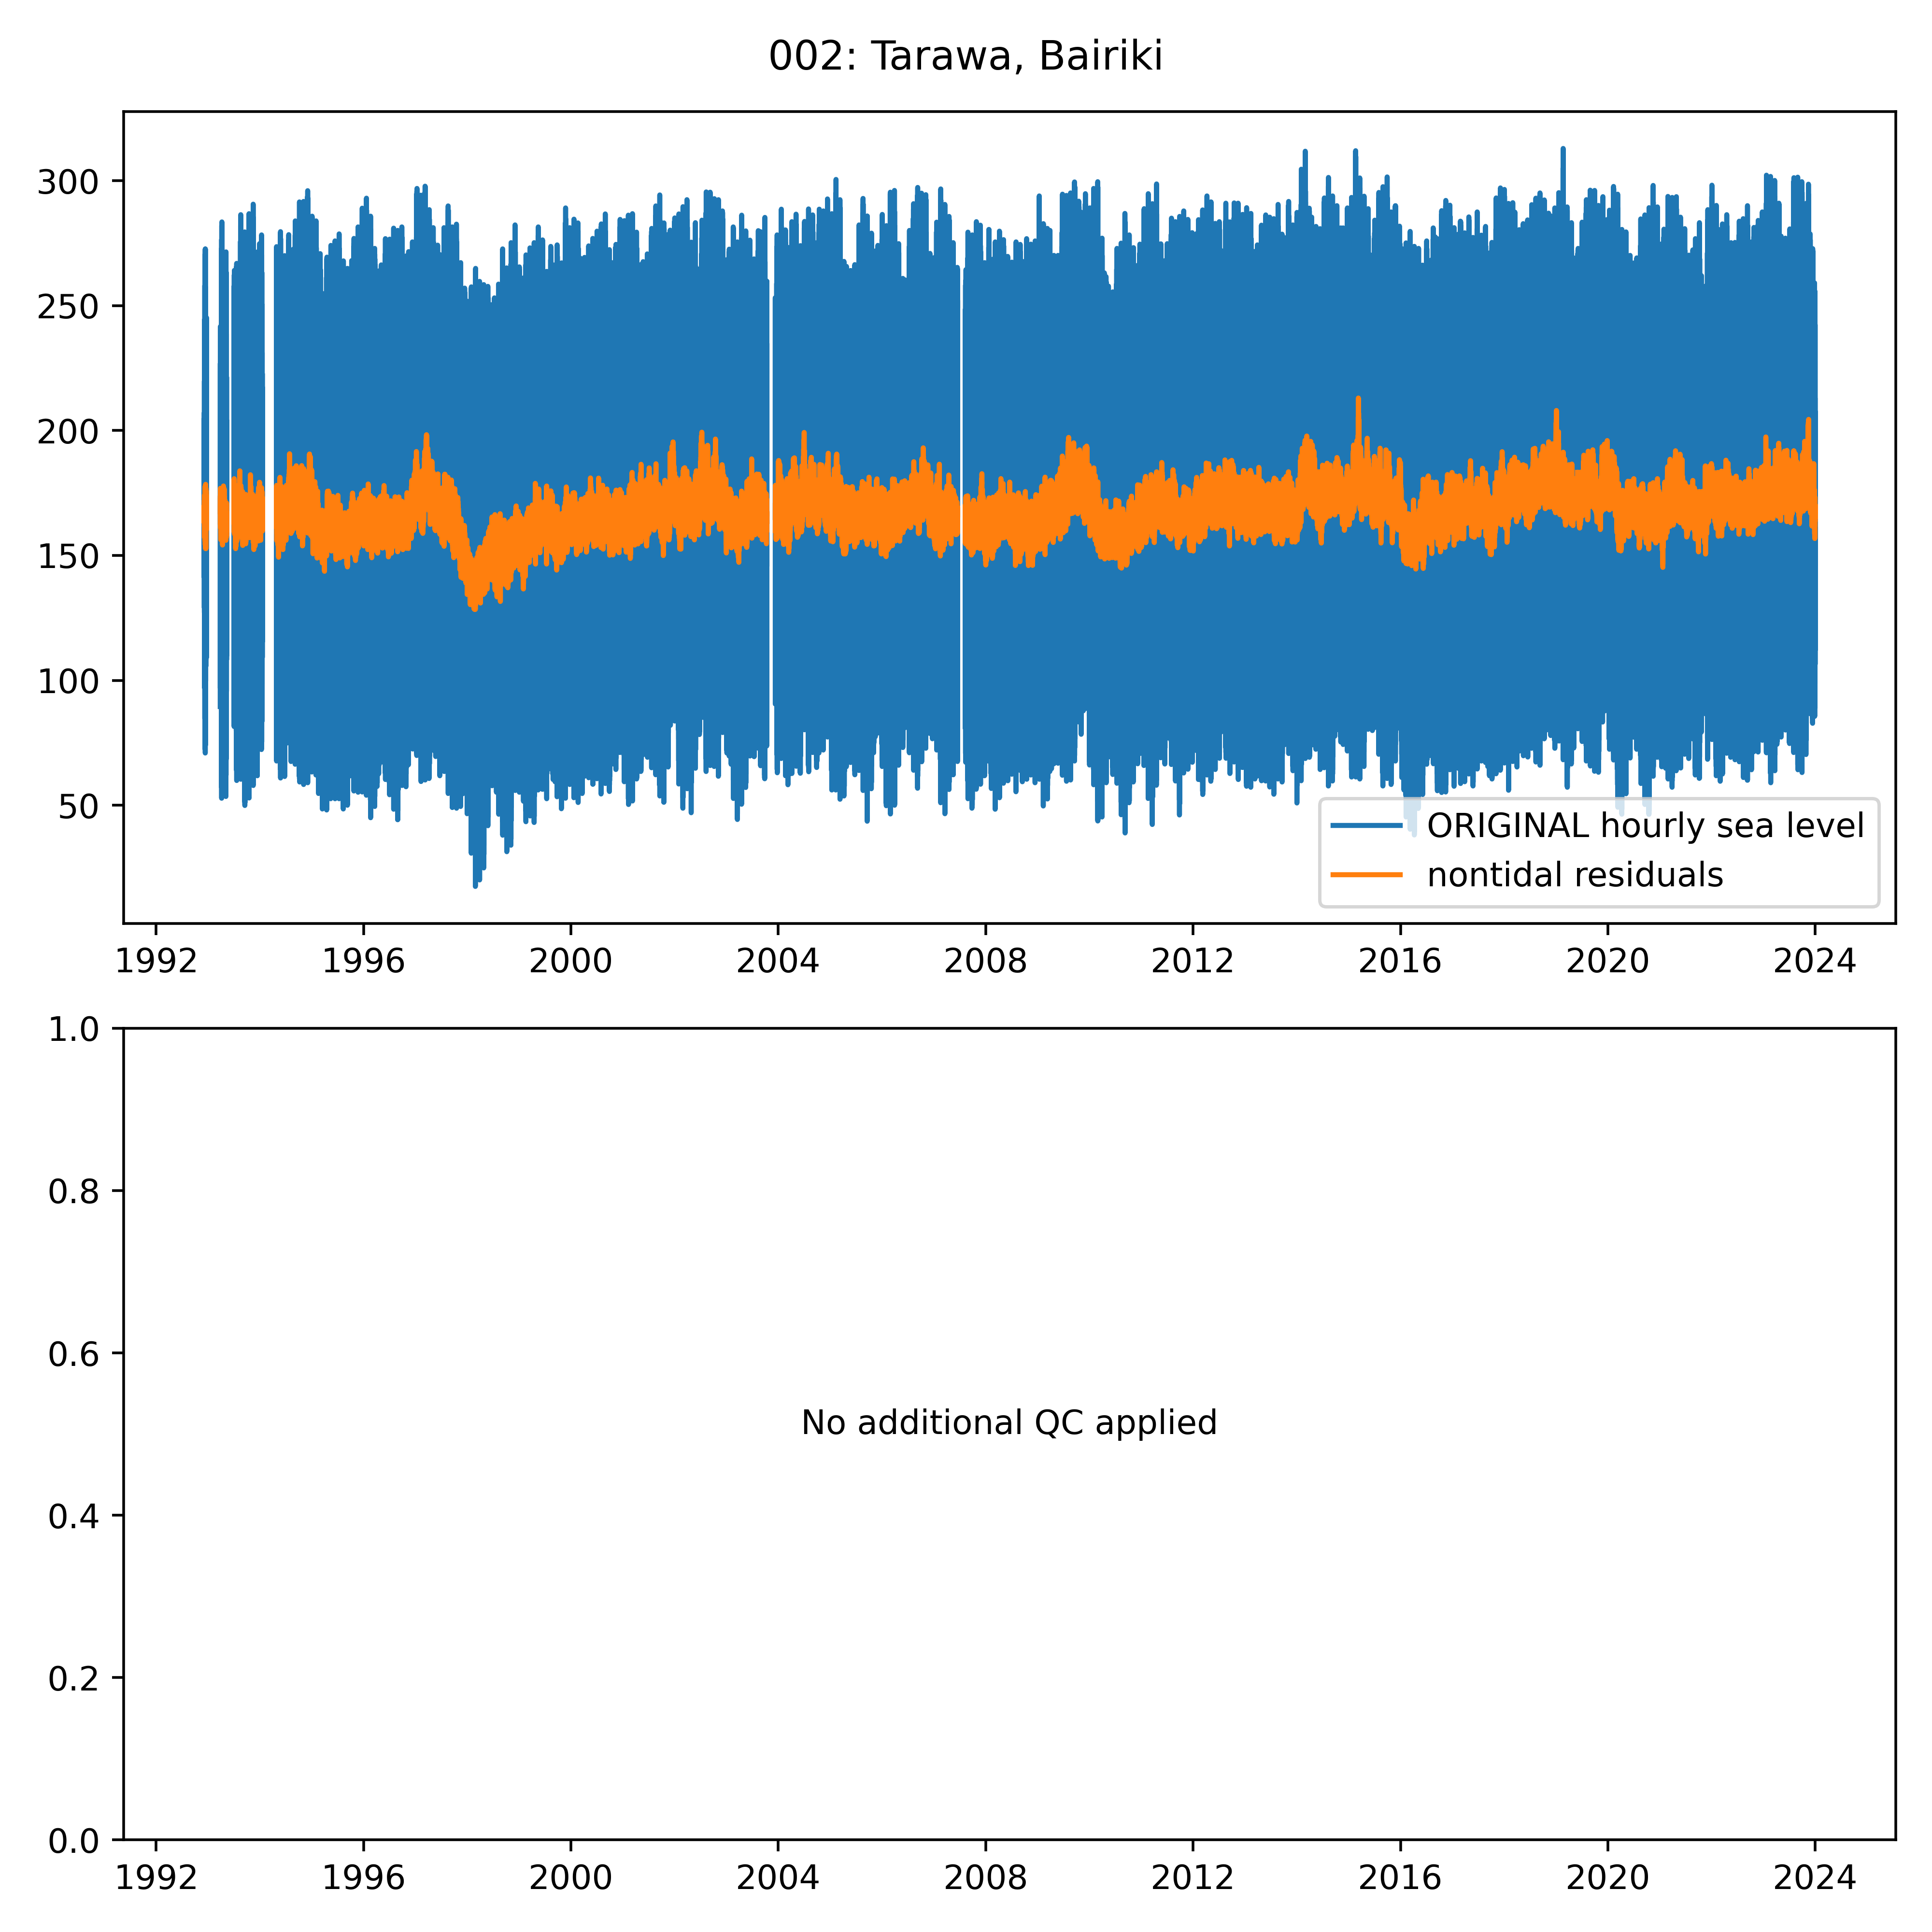 002: Tarawa, Bairiki
300
250
200
150
100
50
ORIGINAL hourly sea level
nontidal residuals
1992 1996 2000 2004 2008 2012 2016 2020 2024
1.0
0.8
0.6
No additional QC applied
0.4
0.2
0.0
1992 1996 2000 2004 2008 2012 2016 2020 2024